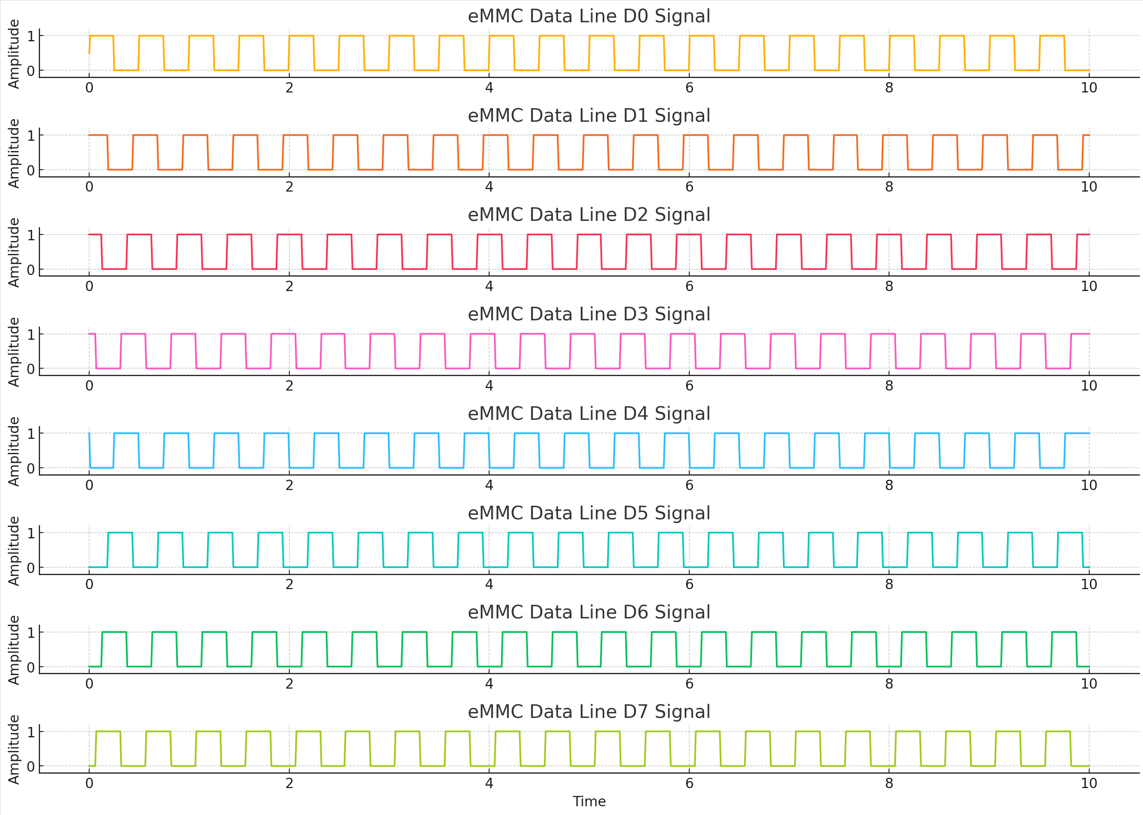 eMMC Data Line D0 Signal
Amplitude
1
0
0 2 4 6 8 10
eMMC Data Line D1 Signal
Amplitude
1
0
0 2 4 6 8 10
eMMC Data Line D2 Signal
Amplitude
1
0
0 2 4 6 8 10
eMMC Data Line D3 Signal
Amplitude
1
0
0 2 4 6 8 10
eMMC Data Line D4 Signal
Amplitude
1
0
0 2 4 6 8 10
eMMC Data Line D5 Signal
Amplitude
1
0
0 2 4 6 8 10
eMMC Data Line D6 Signal
Amplitude
1
0
0 2 4 6 8 10
eMMC Data Line D7 Signal
Amplitude
1
0
0 2 4 6 8 10
Time